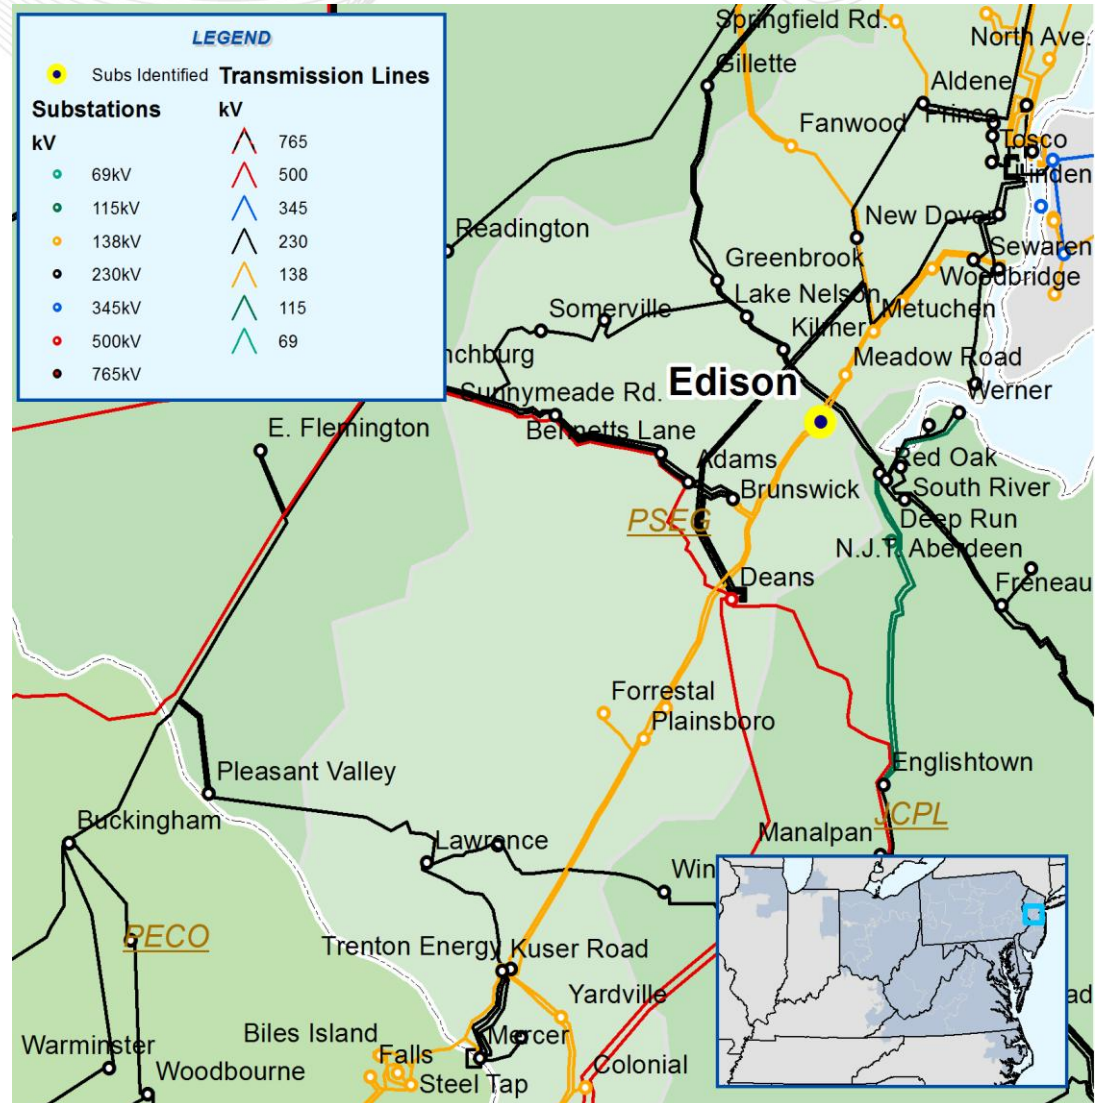 LEGEND
Subs Identified
Transmission Lines
Substations
kV
kV
69kV
115kV
138kV
230kV
345kV
500kV
765kV
765
500
345
230
138
115
69
Springfield Rd.
North Ave.
Gillette
Aldene
Fanwood
Prince
Tosco
Linden
New Dover
Readington
Sewaren
Greenbrook
Woodbridge
Lake Nelson
Somerville
Metuchen
Kilmer
nchburg
Meadow Road
Edison
Sunnymeade Rd.
Werner
E. Flemington
Bennetts Lane
Adams
Red Oak
Brunswick
South River
PSEG
Deep Run
N.J.T. Aberdeen
Deans
Freneau
Forrestal
Plainsboro
Englishtown
Pleasant Valley
Buckingham
JCPL
Manalpan
Lawrence
Win
PECO
Trenton Energy
Kuser Road
Yardville
ad
Biles Island
Mercer
Warminster
Falls
Woodbourne
Steel Tap
Colonial